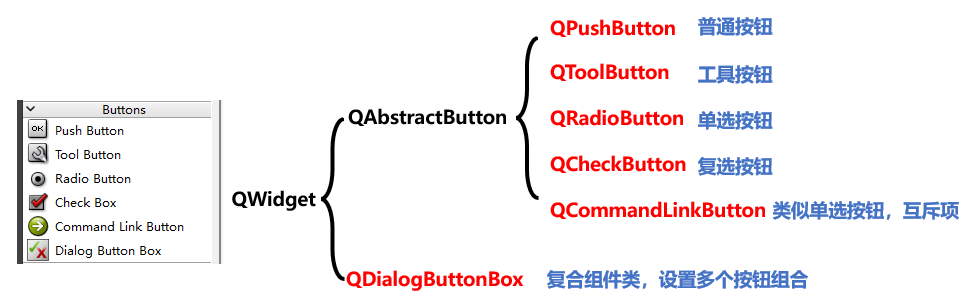 Buttons
OK
Push Button
Tool Button
Radio Button
Check Box
Command Link Button
Dialog Button Box
QWidget
QAbstractButton
QPushButton 普通按钮
QToolButton 工具按钮
QRadioButton 单选按钮
QCheckButton 复选按钮
QCommandLinkButton 类似单选按钮，互斥项
QDialogButtonBox 复合组件类，设置多个按钮组合